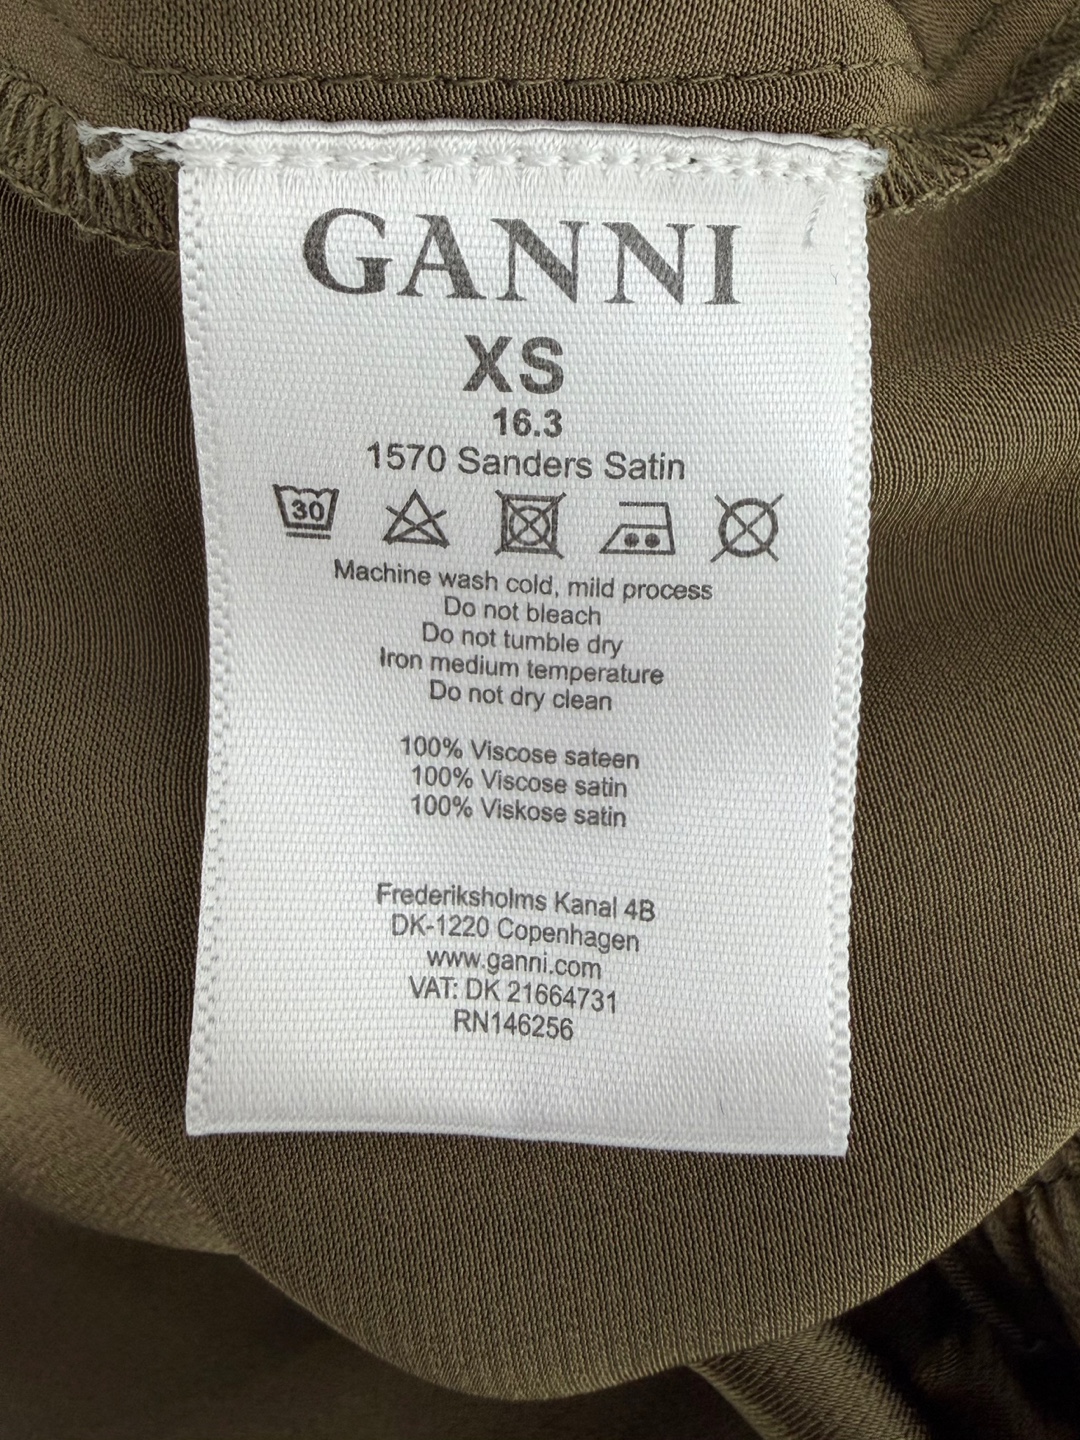 GANNI
XS
16.3
1570 Sanders Satin
30
Machine wash cold, mild process
Do not bleach
Do not tumble dry
Iron medium temperature
Do not dry clean
100% Viscose sateen
100% Viscose satin
100% Viskose satin
Frederiksholms Kanal 4B
DK-1220 Copenhagen
www.ganni.com
VAT: DK 21664731
RN146256